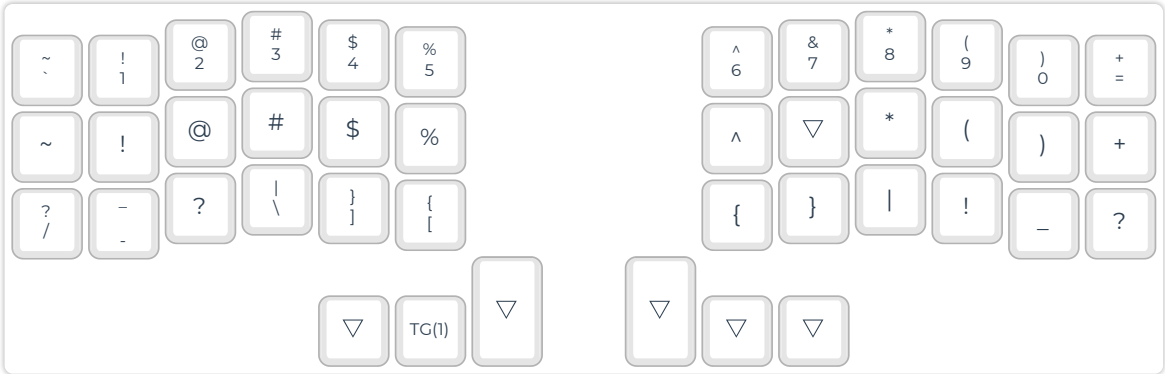 ~ ! @ # $ % ^ & * ( ) +
` 1 2 3 4 5 6 7 8 9 0 =
~ ! @ # $ % ^ ▽ * ( ) +
? _ ? | } { { } | ! _ ?
/ - \ ] [
▽ TG(1) ▽ ▽ ▽ ▽